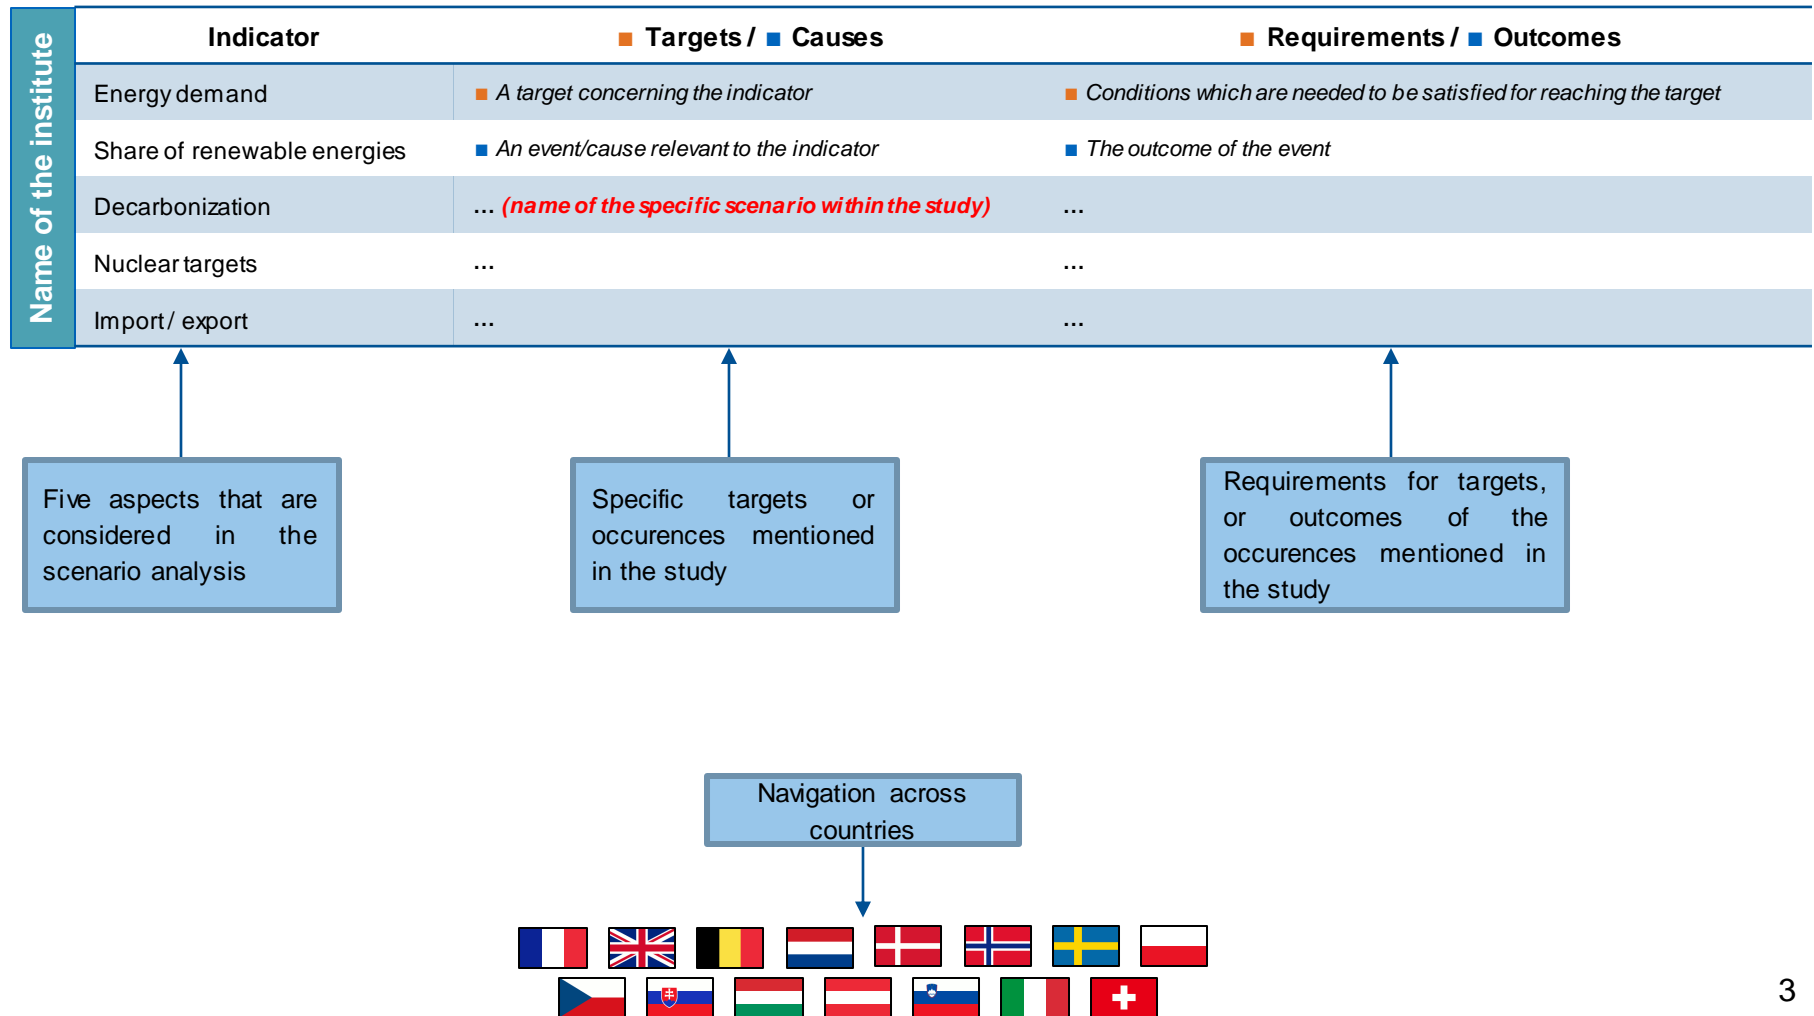 Name of the institute
Indicator
Targets / Causes
Requirements / Outcomes
Energy demand
A target concerning the indicator
Conditions which are needed to be satisfied for reaching the target
Share of renewable energies
An event/cause relevant to the indicator
The outcome of the event
Decarbonization
... (name of the specific scenario within the study)
...
Nuclear targets
...
...
Import / export
...
...
Five aspects that are
considered in the
scenario analysis
Specific targets or
occurences mentioned
in the study
Requirements for targets,
or outcomes of the
occurences mentioned in
the study
Navigation across
countries
3